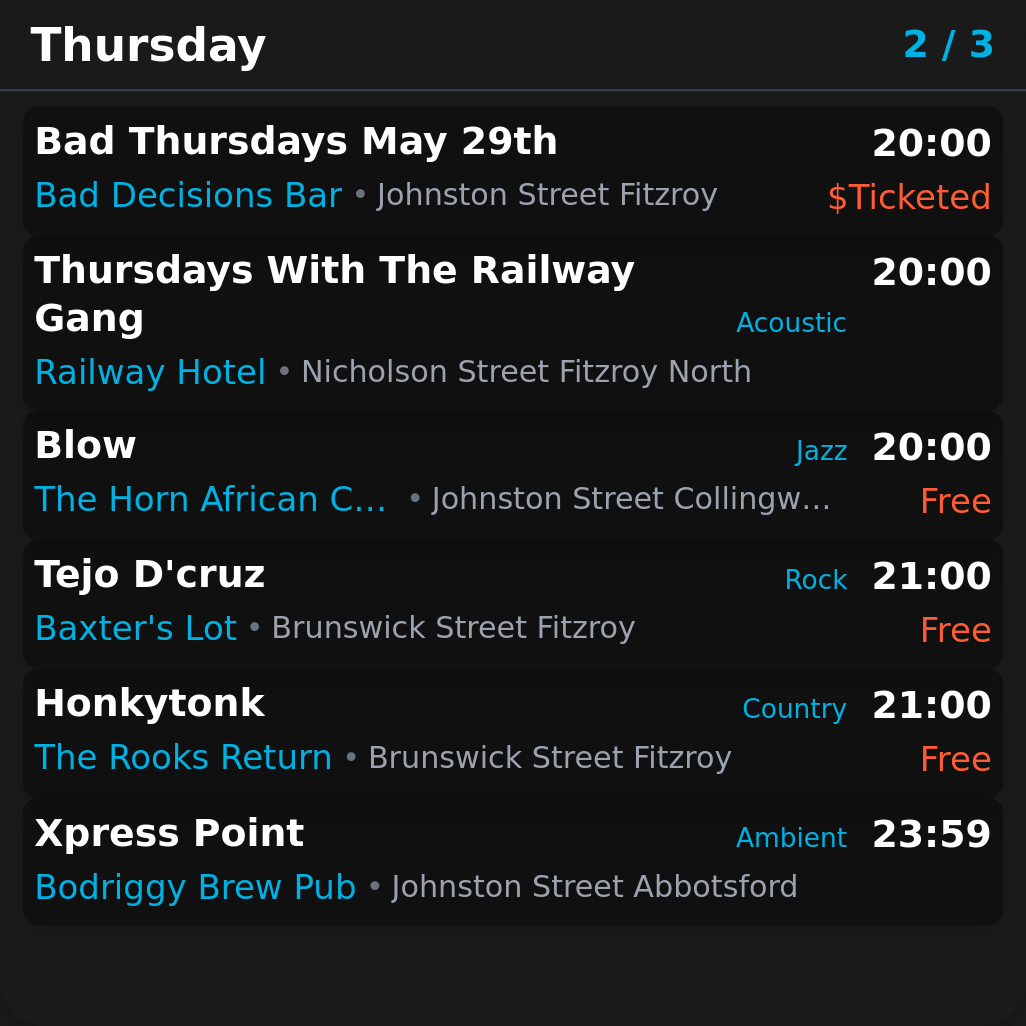 Thursday 2 / 3
Bad Thursdays May 29th 20:00
Bad Decisions Bar • Johnston Street Fitzroy $Ticketed
Thursdays With The Railway 20:00
Gang Acoustic
Railway Hotel • Nicholson Street Fitzroy North
Blow Jazz 20:00
The Horn African C... • Johnston Street Collingw... Free
Tejo D'cruz Rock 21:00
Baxter's Lot • Brunswick Street Fitzroy Free
Honkytonk Country 21:00
The Rooks Return • Brunswick Street Fitzroy Free
Xpress Point Ambient 23:59
Bodriggy Brew Pub • Johnston Street Abbotsford